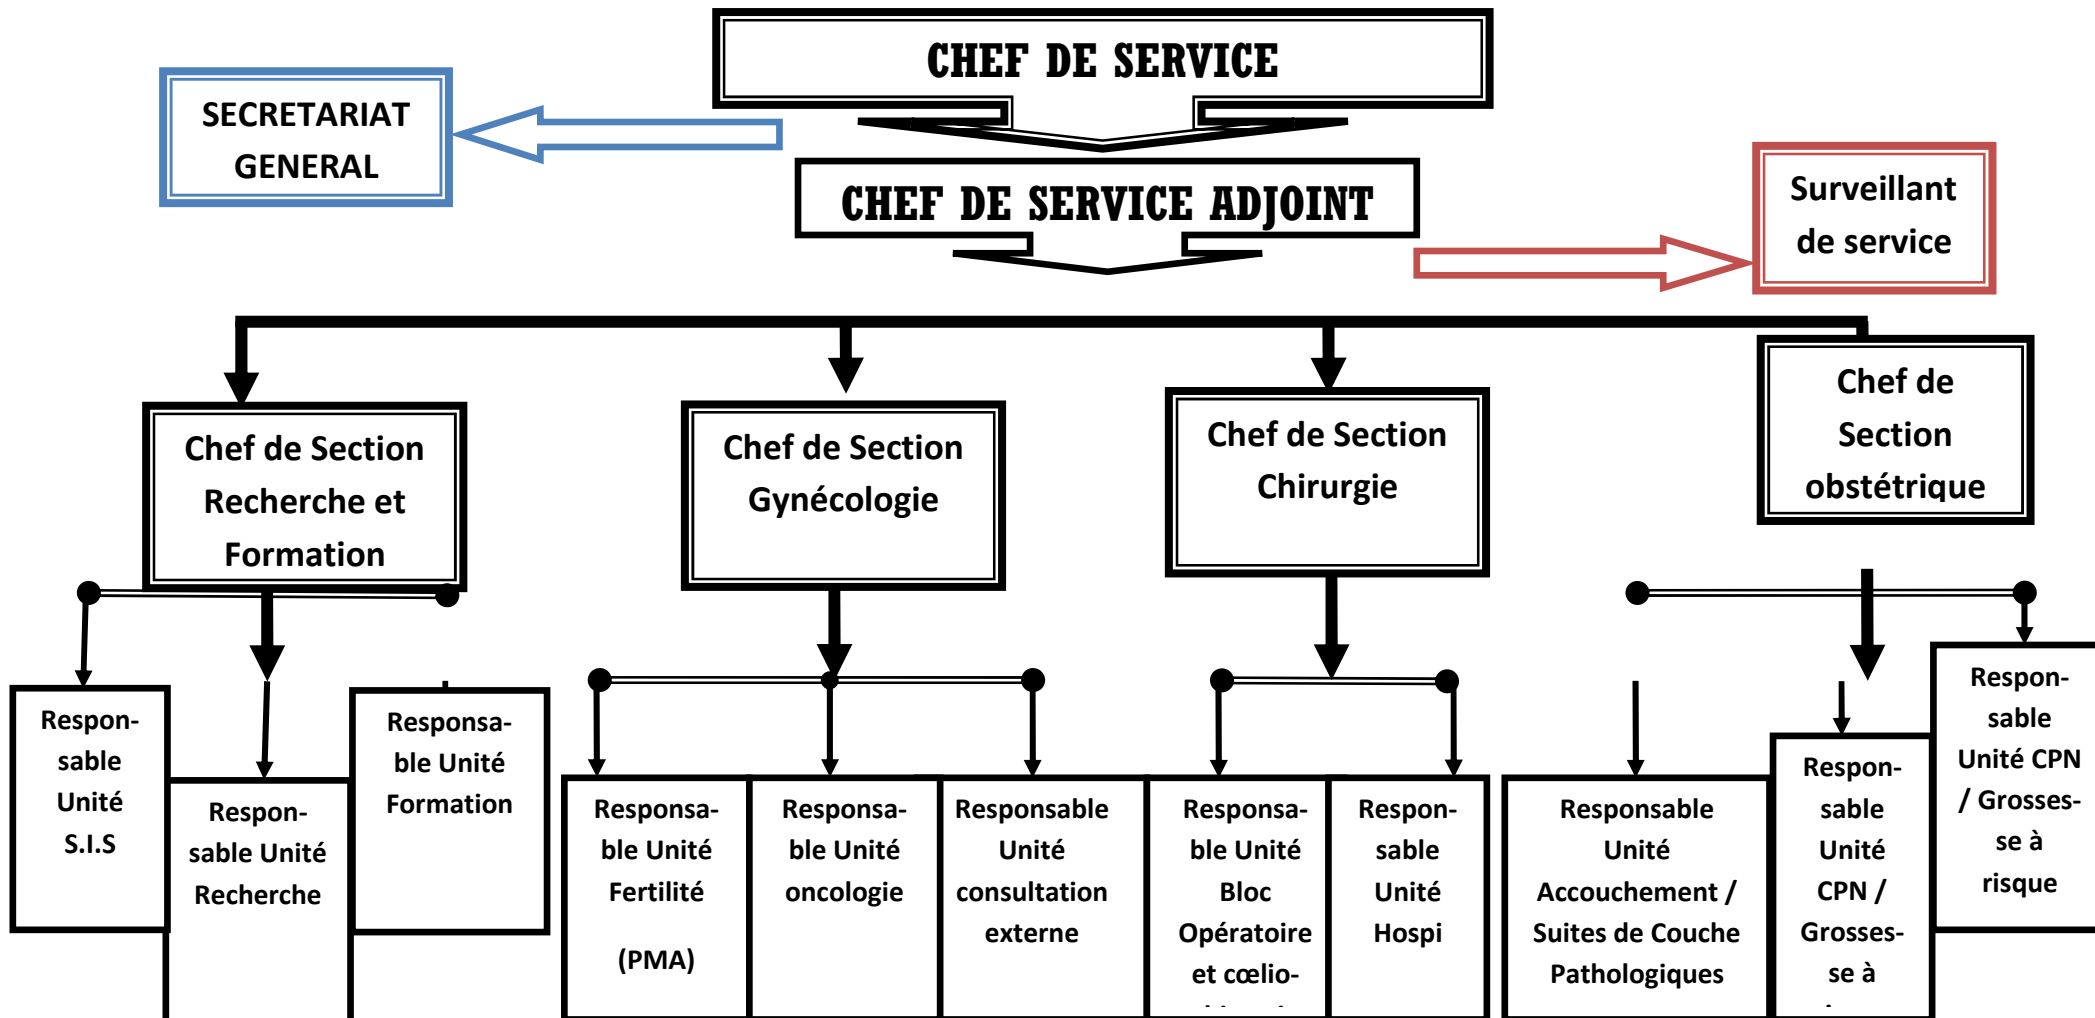 CHEF DE SERVICE
SECRETARIAT
GENERAL
CHEF DE SERVICE ADJOINT
Surveillant
de service
Chef de Section
Recherche et
Formation
Chef de Section
Gynécologie
Chef de Section
Chirurgie
Chef de
Section
obstétrique
Respon-
sable
Unité
S.I.S
Respon-
sable Unité
Recherche
Responsa-
ble Unité
Formation
Responsa-
ble Unité
Fertilité
(PMA)
Responsa-
ble Unité
oncologie
Responsable
Unité
consultation
externe
Responsa-
ble Unité
Bloc
Opératoire
et cœlio-
Respon-
sable
Unité
Hospi
Responsable
Unité
Accouchement /
Suites de Couche
Pathologiques
Respon-
sable
Unité
CPN /
Grosses-
se à
Respon-
sable
Unité CPN
/ Grosses-
se à
risque